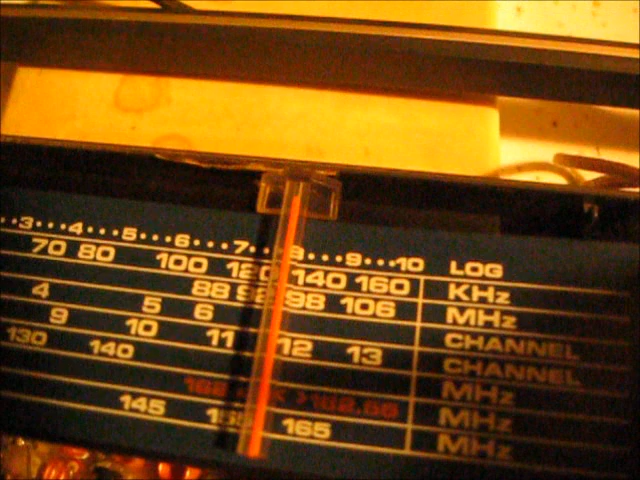 3 4 5 6 7 8 9 10 LOG
70 80 100 120 140 160 KHz
88 92 98 106 MHz
4 5 6 CHANNEL
9 10 11 12 13 CHANNEL
130 140 MHz
MHz
145 165 MHz